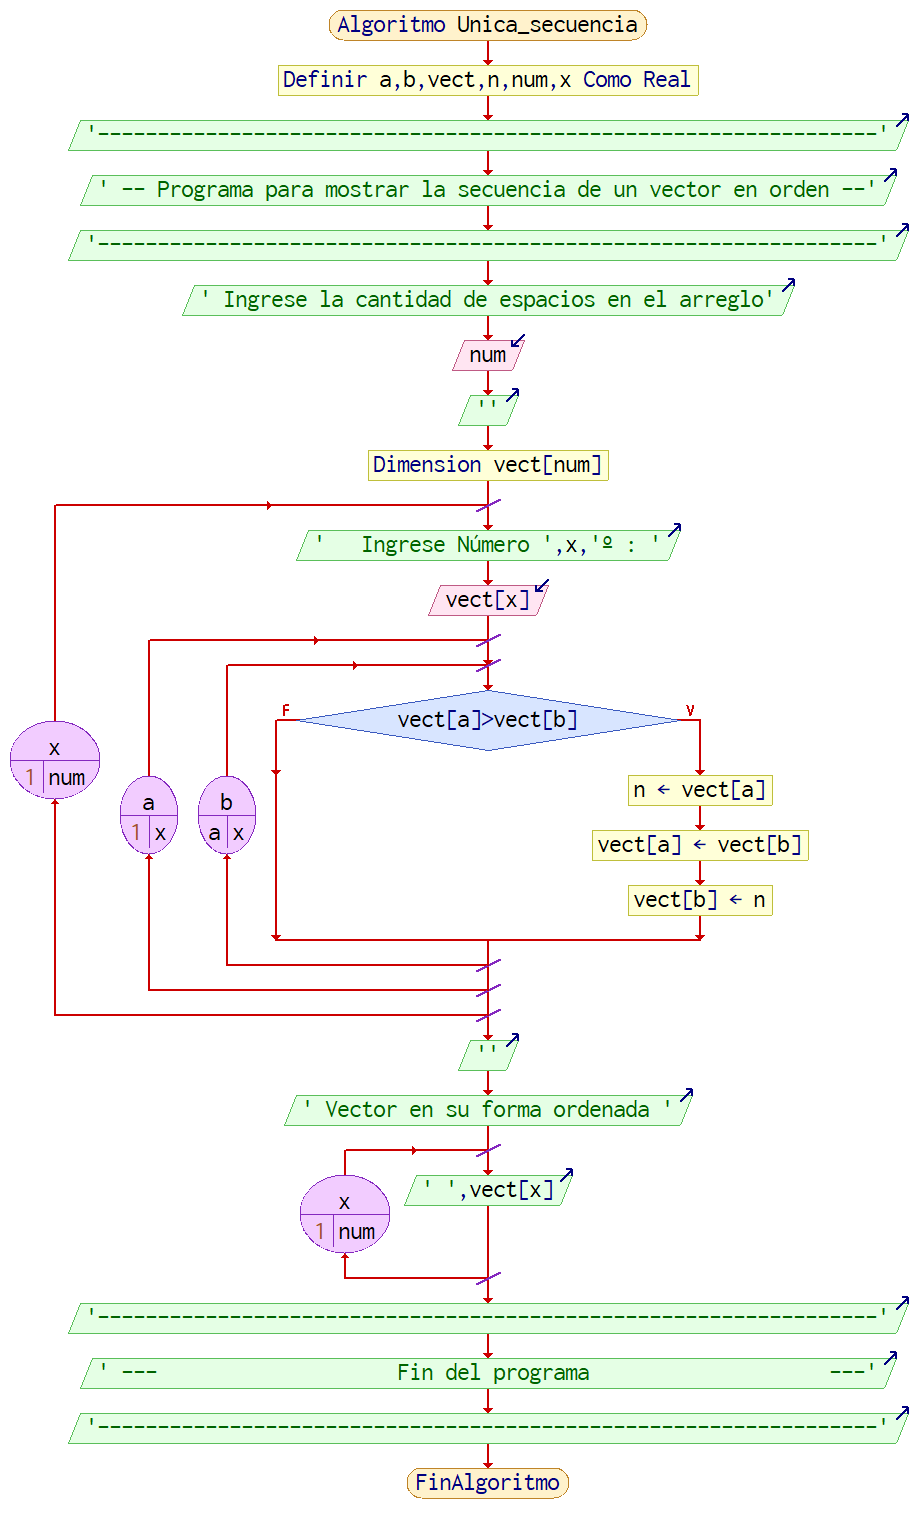 Algoritmo Unica_secuencia
Definir a,b,vect,n,num,x Como Real
'-----------------------------------------------------------------'
' -- Programa para mostrar la secuencia de un vector en orden --'
'-----------------------------------------------------------------'
' Ingrese la cantidad de espacios en el arreglo'
num
''
Dimension vect[num]
'   Ingrese Número ',x,'º : '
vect[x]
F
vect[a]>vect[b]
V
x
1 num
n ← vect[a]
a
1 x
b
a x
vect[a] ← vect[b]
vect[b] ← n
''
' Vector en su forma ordenada '
' ',vect[x]
x
1 num
'-----------------------------------------------------------------'
' ---                    Fin del programa                    ---'
'-----------------------------------------------------------------'
FinAlgoritmo